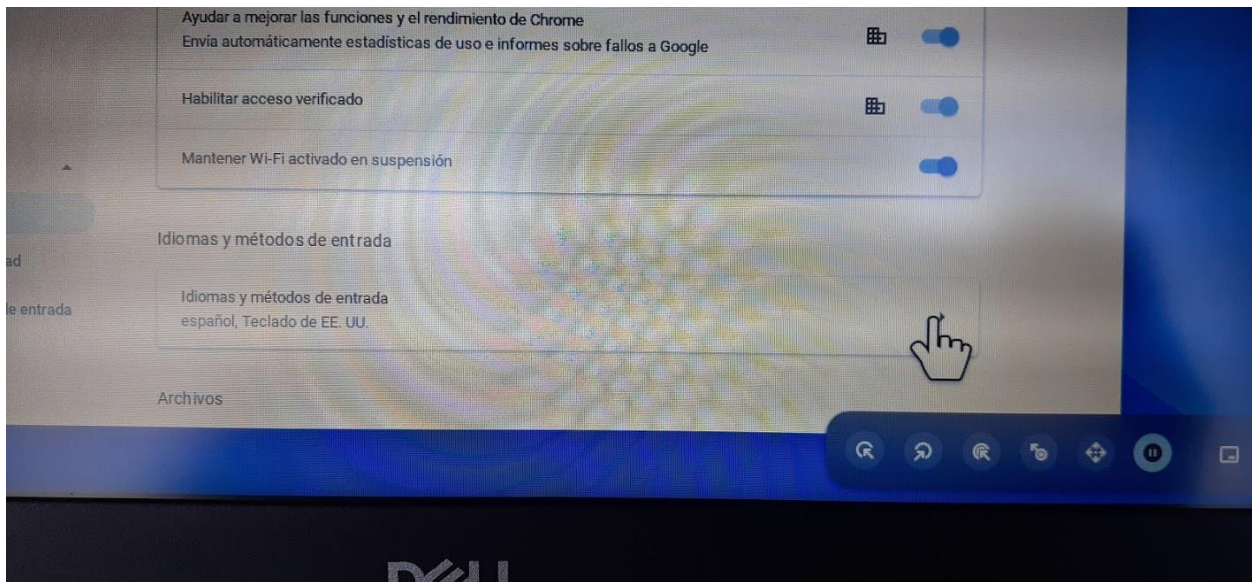 Ayudar a mejorar las funciones y el rendimiento de Chrome
Envía automáticamente estadísticas de uso e informes sobre fallos a Google
Habilitar acceso verificado
Mantener Wi-Fi activado en suspensión
Idiomas y métodos de entrada
ad
Idiomas y métodos de entrada
español, Teclado de EE. UU.
e entrada
Archivos
DELL